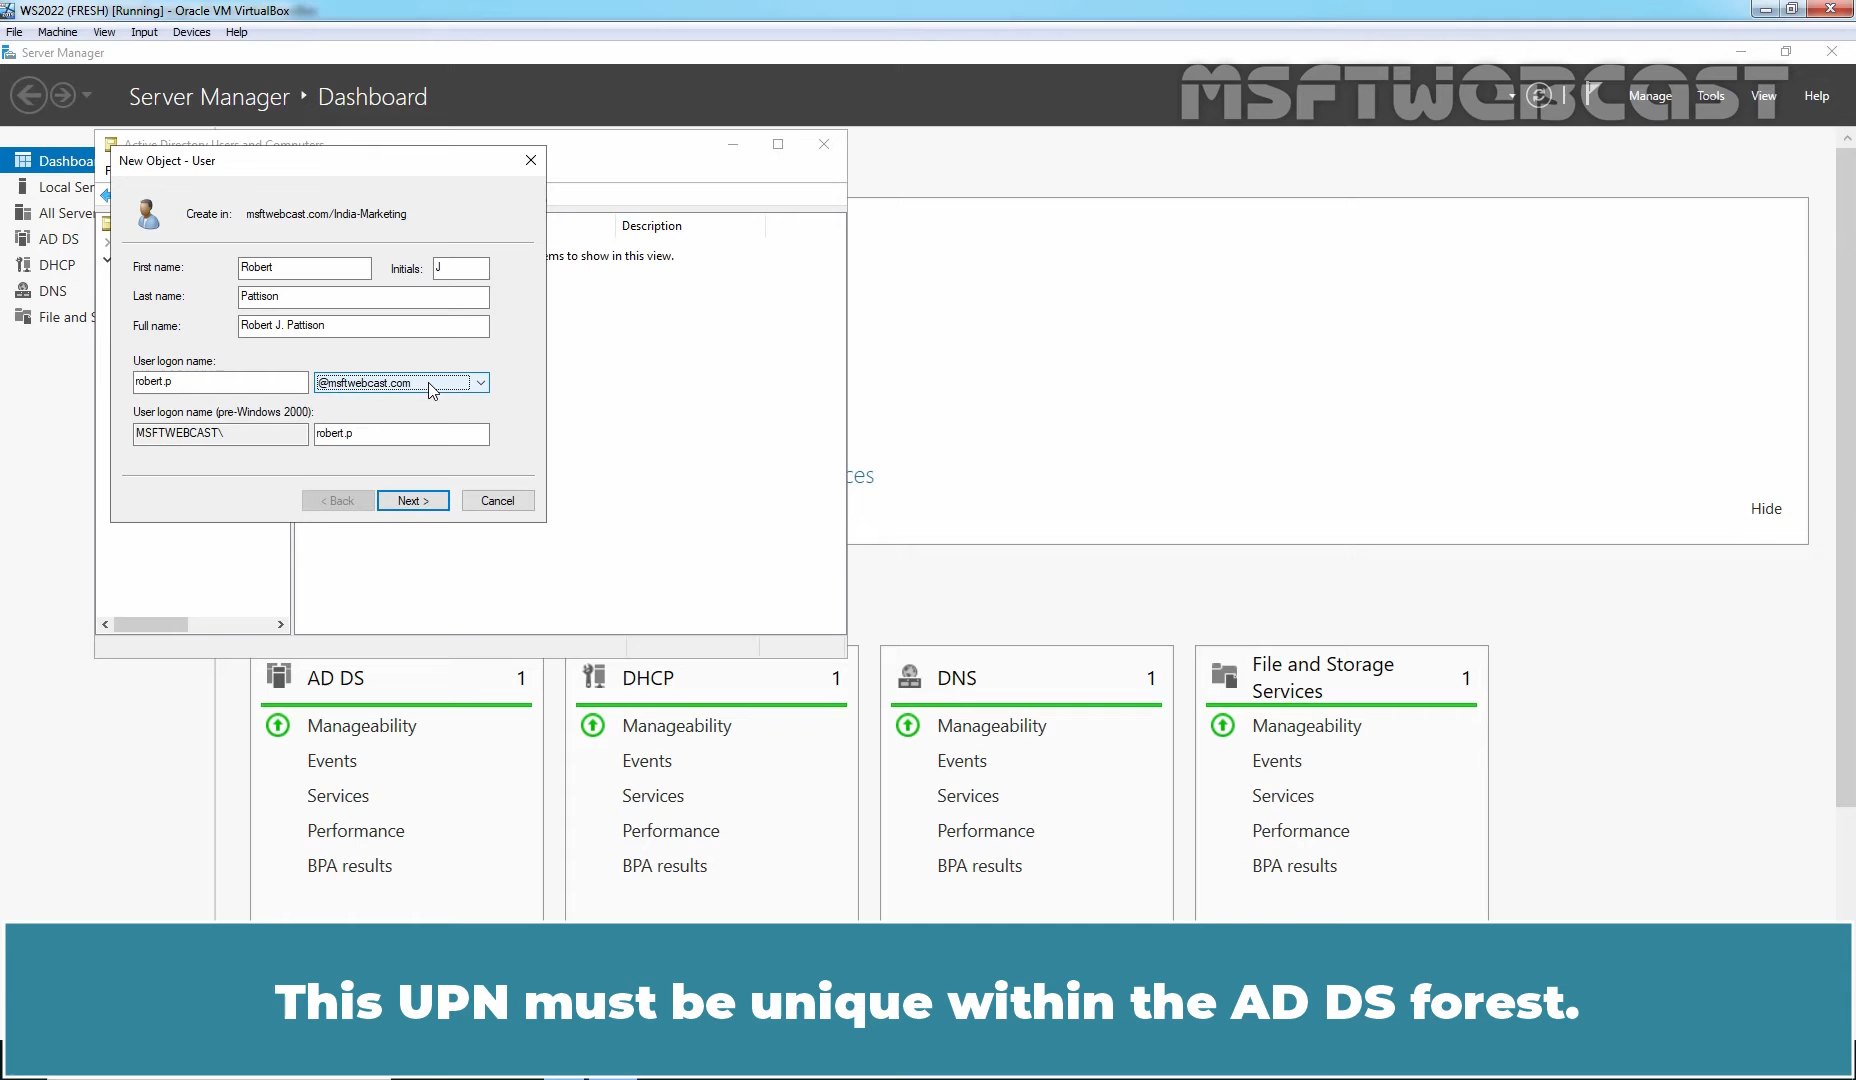 WS2022 (FRESH) [Running] - Oracle VM VirtualBox
File Machine View Input Devices Help
Server Manager
Server Manager Dashboard
MSFTWEBCAST
Manage Tools View Help
Active Directory Users and Computers
New Object - User
Dashboa
Local Ser
All Serve
AD DS
DHCP
DNS
File and S
Create in: msftwebcast.com/India-Marketing
Description
ems to show in this view.
First name: Robert Initials: J
Last name: Pattison
Full name: Robert J. Pattison
User logon name:
robert.p @msftwebcast.com
User logon name (pre-Windows 2000):
MSFTWEBCAST\ robert.p
< Back Next > Cancel
ces
Hide
AD DS 1
Manageability
Events
Services
Performance
BPA results
DHCP 1
Manageability
Events
Services
Performance
BPA results
DNS 1
Manageability
Events
Services
Performance
BPA results
File and Storage
Services 1
Manageability
Events
Services
Performance
BPA results
This UPN must be unique within the AD DS forest.